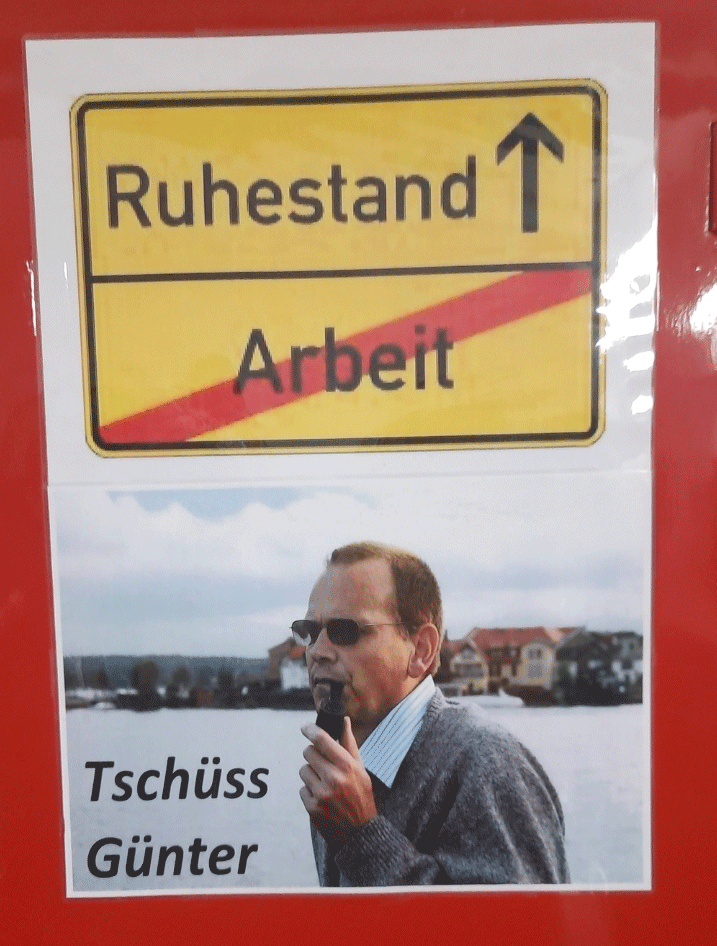 Ruhestand ↑
Arbeit
Tschüss
Günter